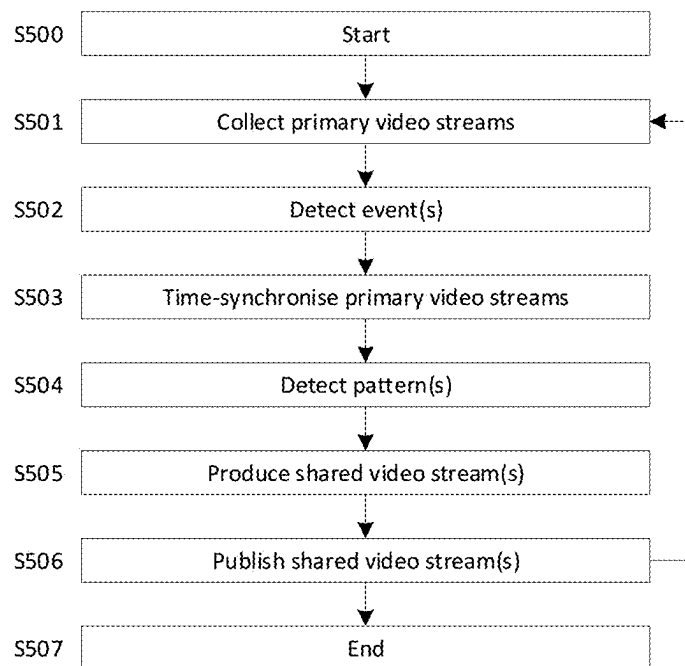 S500 Start
S501 Collect primary video streams
S502 Detect event(s)
S503 Time-synchronise primary video streams
S504 Detect pattern(s)
S505 Produce shared video stream(s)
S506 Publish shared video stream(s)
S507 End